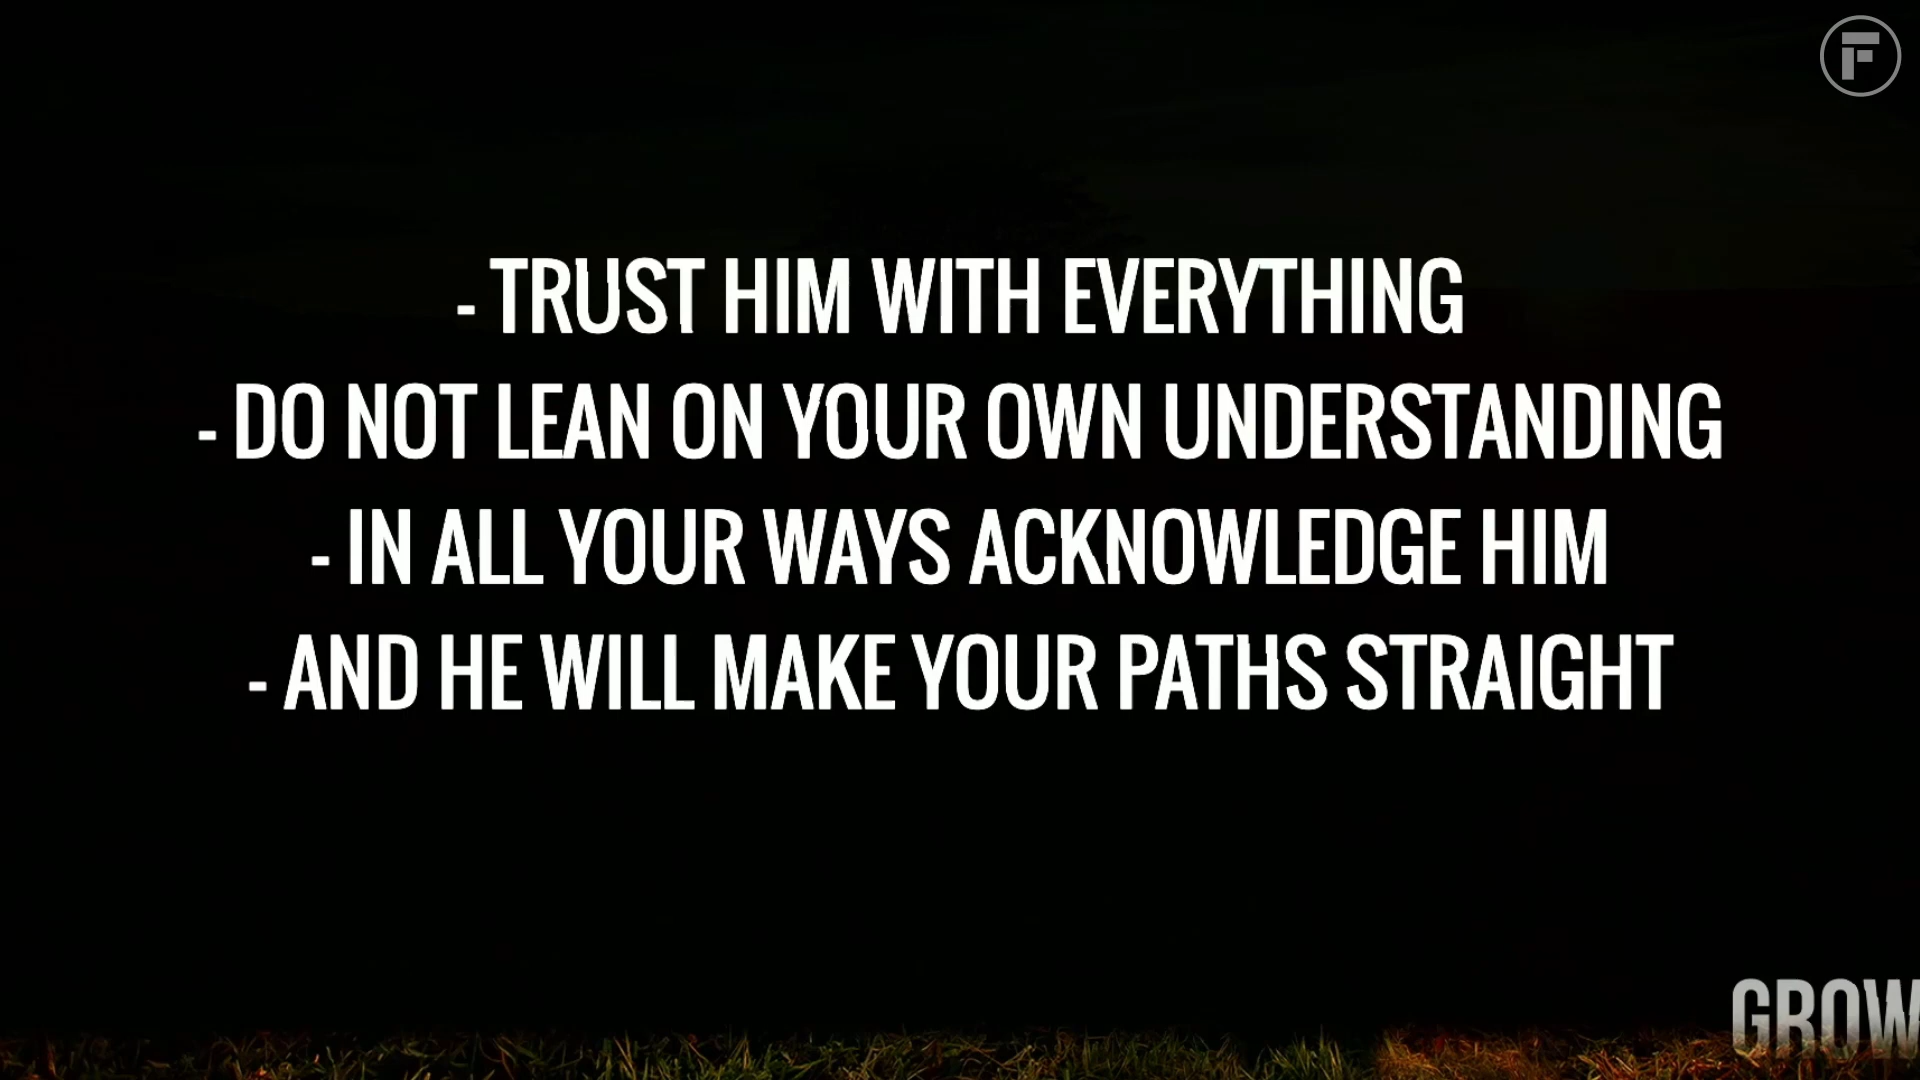 - TRUST HIM WITH EVERYTHING
- DO NOT LEAN ON YOUR OWN UNDERSTANDING
- IN ALL YOUR WAYS ACKNOWLEDGE HIM
- AND HE WILL MAKE YOUR PATHS STRAIGHT
GROW